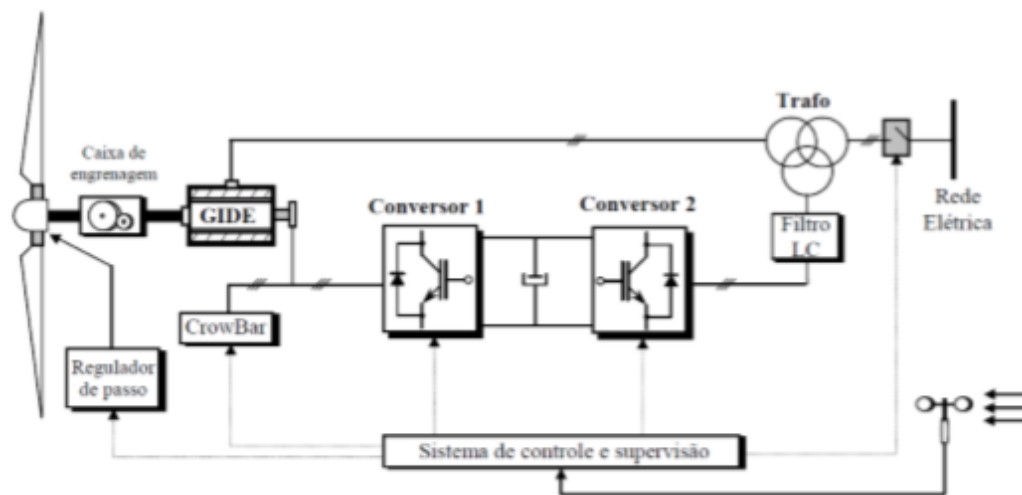 Trafo
Caixa de
engrenagem
GIDE
Conversor 1
Conversor 2
Rede
Elétrica
Filtro
LC
CrowBar
Regulador
de passo
Sistema de controle e supervisão